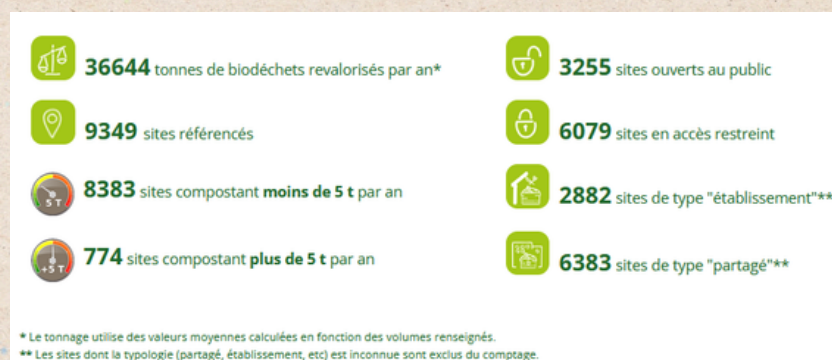 36644 tonnes de biodéchets revalorisés par an*
9349 sites référencés
5 T
8383 sites compostant moins de 5 t par an
+5 T
774 sites compostant plus de 5 t par an
3255 sites ouverts au public
6079 sites en accès restreint
2882 sites de type "établissement"**
6383 sites de type "partagé"**
* Le tonnage utilise des valeurs moyennes calculées en fonction des volumes renseignés.
** Les sites dont la typologie (partagé, établissement, etc) est inconnue sont exclus du comptage.